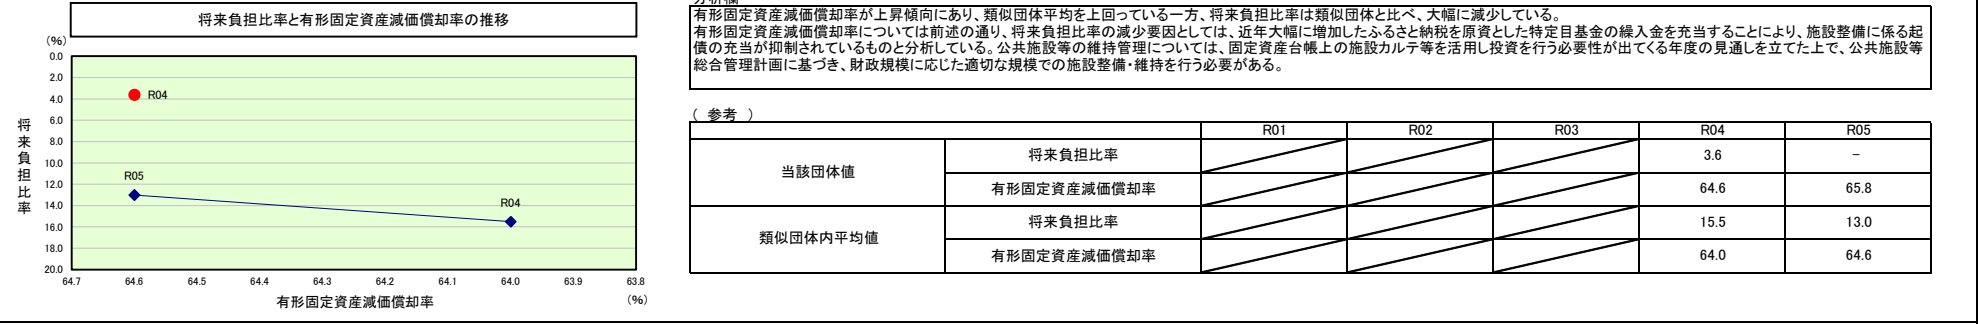 将来負担比率と有形固定資産減価償却率の推移
(%)
0.0
2.0
4.0
6.0
8.0
10.0
12.0
14.0
16.0
18.0
20.0
将来負担比率
R04
R05
R04
64.7 64.6 64.5 64.4 64.3 64.2 64.1 64.0 63.9 63.8
有形固定資産減価償却率
(%)
有形固定資産減価償却率が上昇傾向にあり、類似団体平均を上回っている一方、将来負担比率は類似団体と比べ、大幅に減少している。
有形固定資産減価償却率については前述の通り、将来負担比率の減少要因としては、近年大幅に増加したふるさと納税を原資とした特定目基金の繰入金を充当することにより、施設整備に係る起
債の充当が抑制されているものと分析している。公共施設等の維持管理については、固定資産台帳上の施設カルテ等を活用し投資を行う必要性が出てくる年度の見通しを立てた上で、公共施設等
総合管理計画に基づき、財政規模に応じた適切な規模での施設整備・維持を行う必要がある。
( 参考 )
R01 R02 R03 R04 R05
当該団体値
将来負担比率 3.6 −
有形固定資産減価償却率 64.6 65.8
類似団体内平均値
将来負担比率 15.5 13.0
有形固定資産減価償却率 64.0 64.6